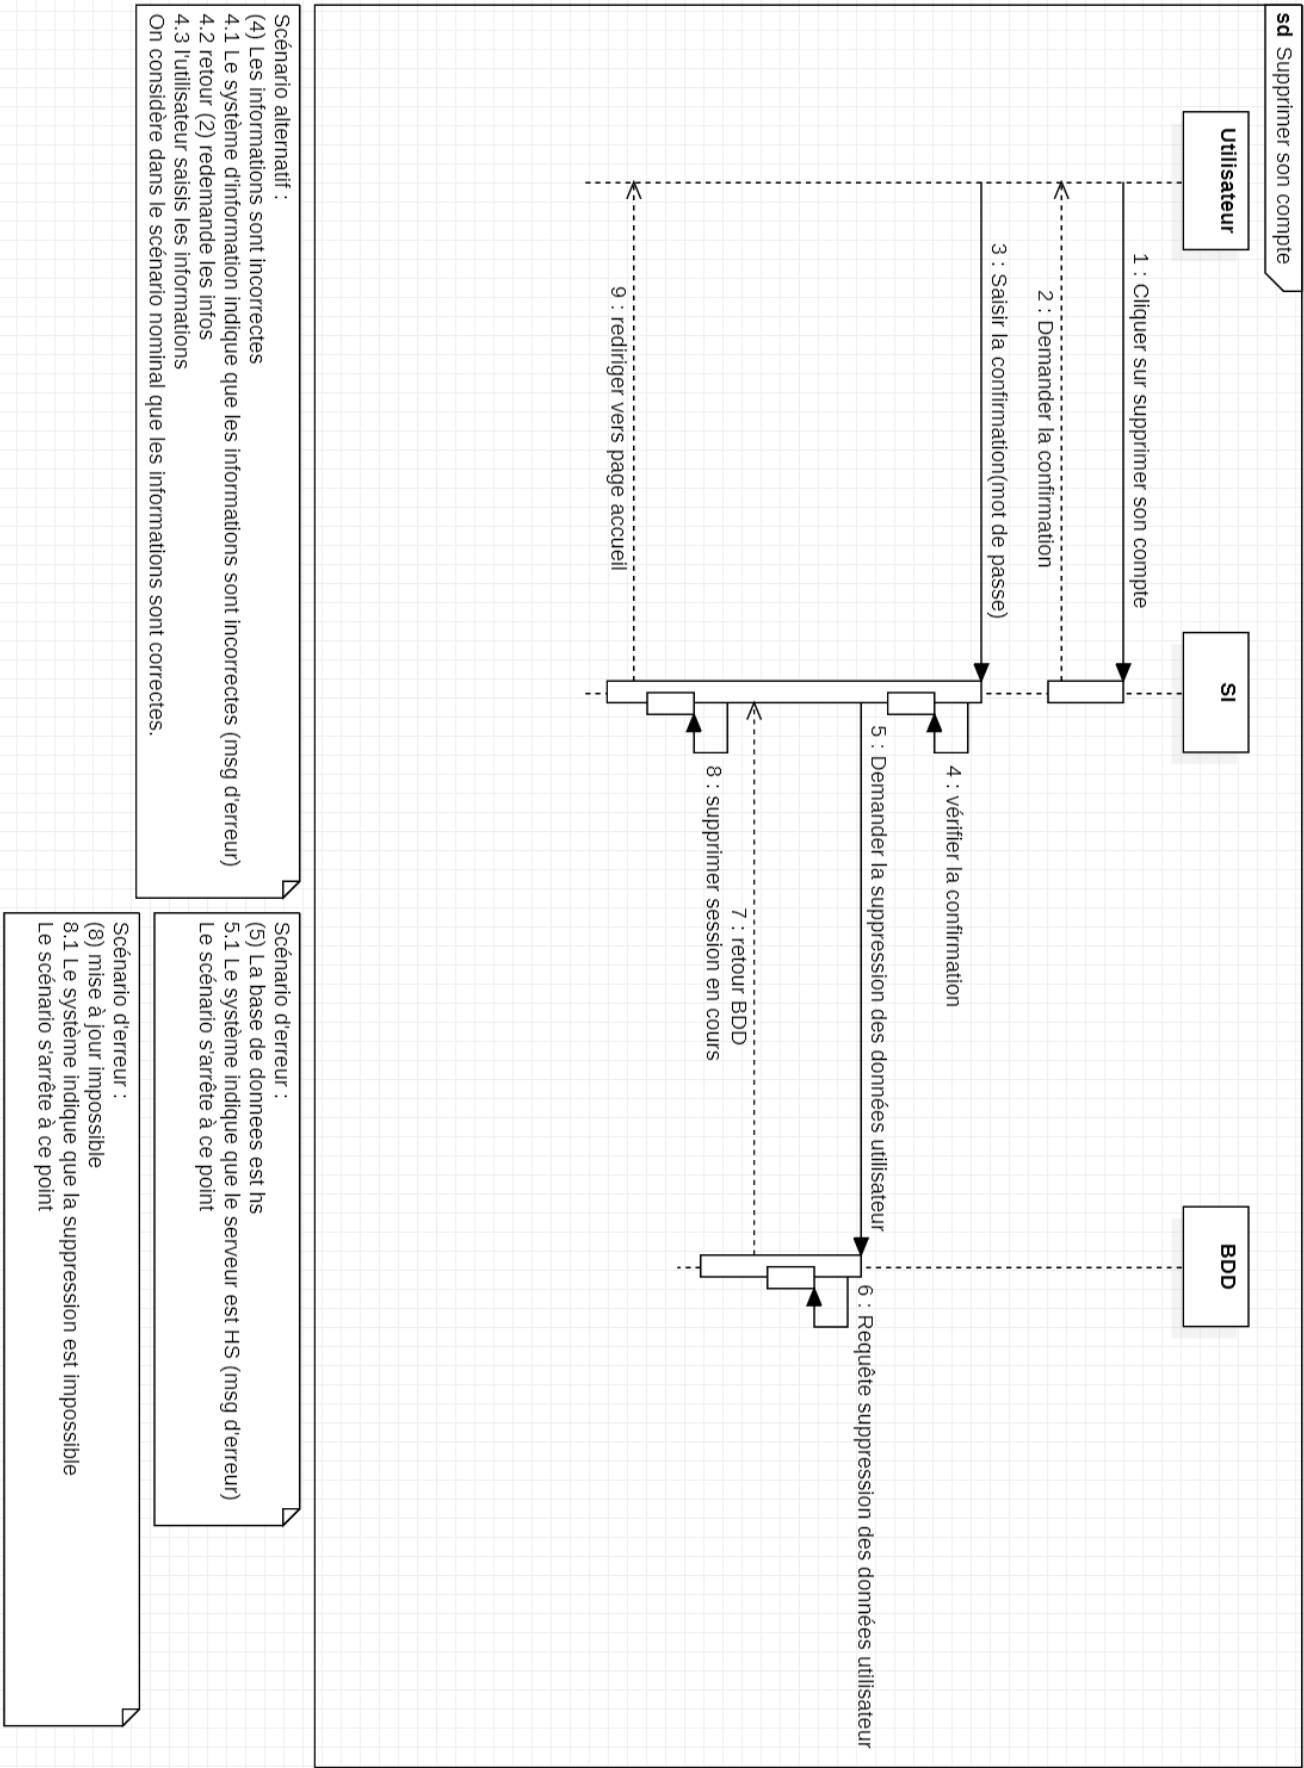 sd Supprimer son compte
Utilisateur
SI
BDD
1 : Cliquer sur supprimer son compte
2 : Demander la confirmation
3 : Saisir la confirmation(mot de passe)
4 : vérifier la confirmation
5 : Demander la suppression des données utilisateur
6 : Requête suppression des données utilisateur
7 : retour BDD
8 : supprimer session en cours
9 : rediriger vers page accueil
Scénario alternatif :
(4) Les informations sont incorrectes
4.1 Le système d'information indique que les informations sont incorrectes (msg d'erreur)
4.2 retour (2) redemande les infos
4.3 l'utilisateur saisis les informations
On considère dans le scénario nominal que les informations sont correctes.
Scénario d'erreur :
(5) La base de donnees est hs
5.1 Le système indique que le serveur est HS (msg d'erreur)
Le scénario s'arrête à ce point
Scénario d'erreur :
(8) mise à jour impossible
8.1 Le système indique que la suppression est impossible
Le scénario s'arrête à ce point